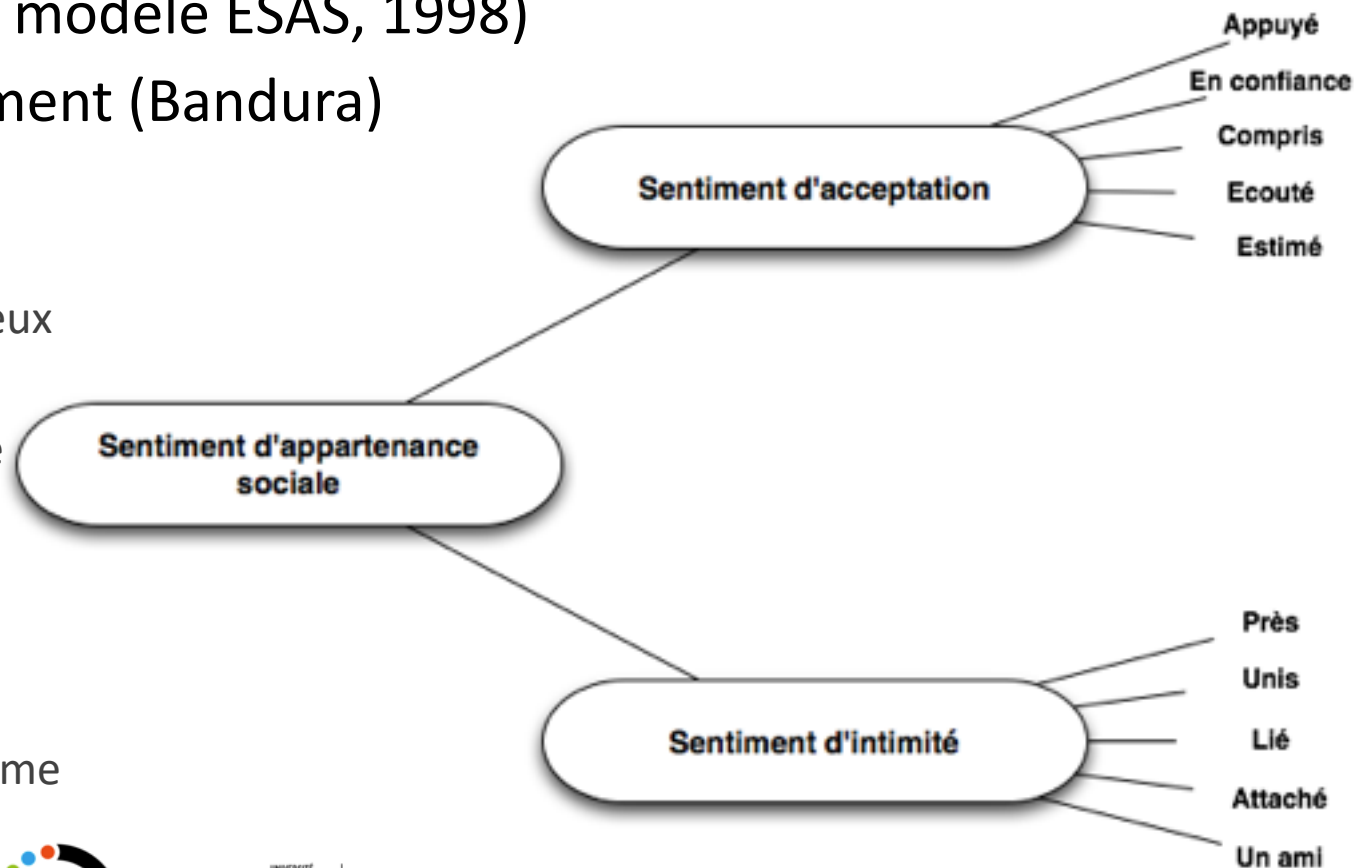 modèle ESAS, 1998)
ment (Bandura)
eux
e
me
Sentiment d'appartenance
sociale
Sentiment d'acceptation
Appuyé
En confiance
Compris
Ecouté
Estimé
Sentiment d'intimité
Près
Unis
Lié
Attaché
Un ami